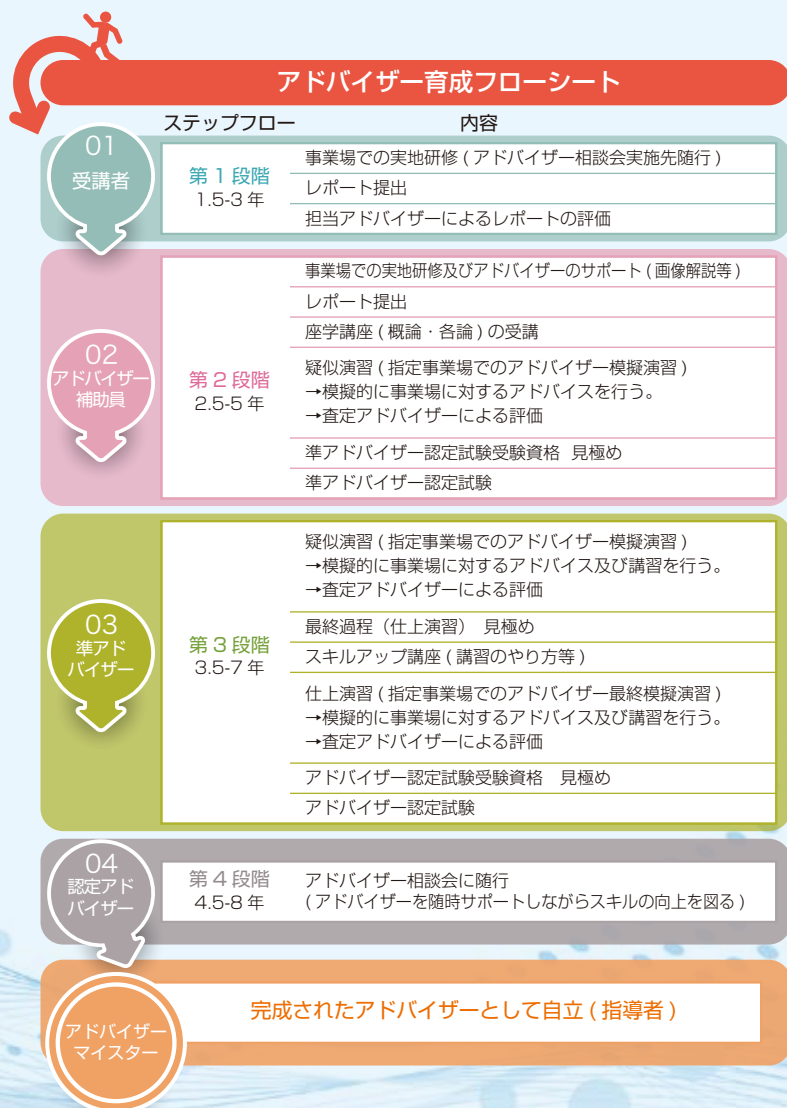 アドバイザー育成フローシート
ステップフロー 内容
01
受講者
第1段階
1.5-3 年
事業場での実地研修 ( アドバイザー相談会実施先随行 )
レポート提出
担当アドバイザーによるレポートの評価
02
アドバイザー
補助員
第2段階
2.5-5 年
事業場での実地研修及びアドバイザーのサポート ( 画像解説等 )
レポート提出
座学講座 ( 概論・各論 ) の受講
疑似演習 ( 指定事業場でのアドバイザー模擬演習 )
→模擬的に事業場に対するアドバイスを行う。
→査定アドバイザーによる評価
準アドバイザー認定試験受験資格 見極め
準アドバイザー認定試験
03
準アド
バイザー
第3段階
3.5-7 年
疑似演習 ( 指定事業場でのアドバイザー模擬演習 )
→模擬的に事業場に対するアドバイス及び講習を行う。
→査定アドバイザーによる評価
最終過程（仕上演習） 見極め
スキルアップ講座 ( 講習のやり方等 )
仕上演習 ( 指定事業場でのアドバイザー最終模擬演習 )
→模擬的に事業場に対するアドバイス及び講習を行う。
→査定アドバイザーによる評価
アドバイザー認定試験受験資格　見極め
アドバイザー認定試験
04
認定アド
バイザー
第4段階
4.5-8 年
アドバイザー相談会に随行
( アドバイザーを随時サポートしながらスキルの向上を図る )
アドバイザー
マイスター
完成されたアドバイザーとして自立 ( 指導者 )